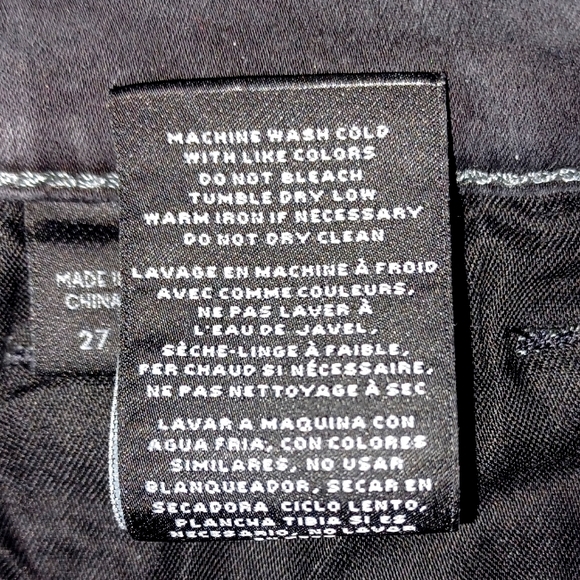 MACHINE WASH COLD
WITH LIKE COLORS
DO NOT BLEACH
TUMBLE DRY LOW
WARM IRON IF NECESSARY
DO NOT DRY CLEAN
LAVAGE EN MACHINE À FROID
AVEC COMME COULEURS,
NE PAS LAVER À
L'EAU DE JAVEL,
SÈCHE-LINGE À FAIBLE,
FER CHAUD SI NÉCESSAIRE,
NE PAS NETTOYAGE À SEC
LAVAR A MAQUINA CON
AGUA FRIA, CON COLORES
SIMILARES, NO USAR
BLANQUEADOR, SECAR EN
SECADORA CICLO LENTO,
PLANCHA TIBIA SI ES
NECESARIO, NO LAVAR
MADE
CHINA
27